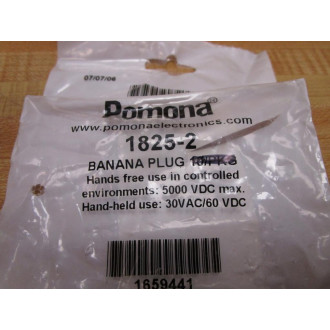 07/07/06
Pomona
www.pomonaelectronics.com
1825-2
BANANA PLUG
Hands free use in controlled
environments: 5000 VDC max.
Hand-held use: 30VAC/60 VDC
1659441